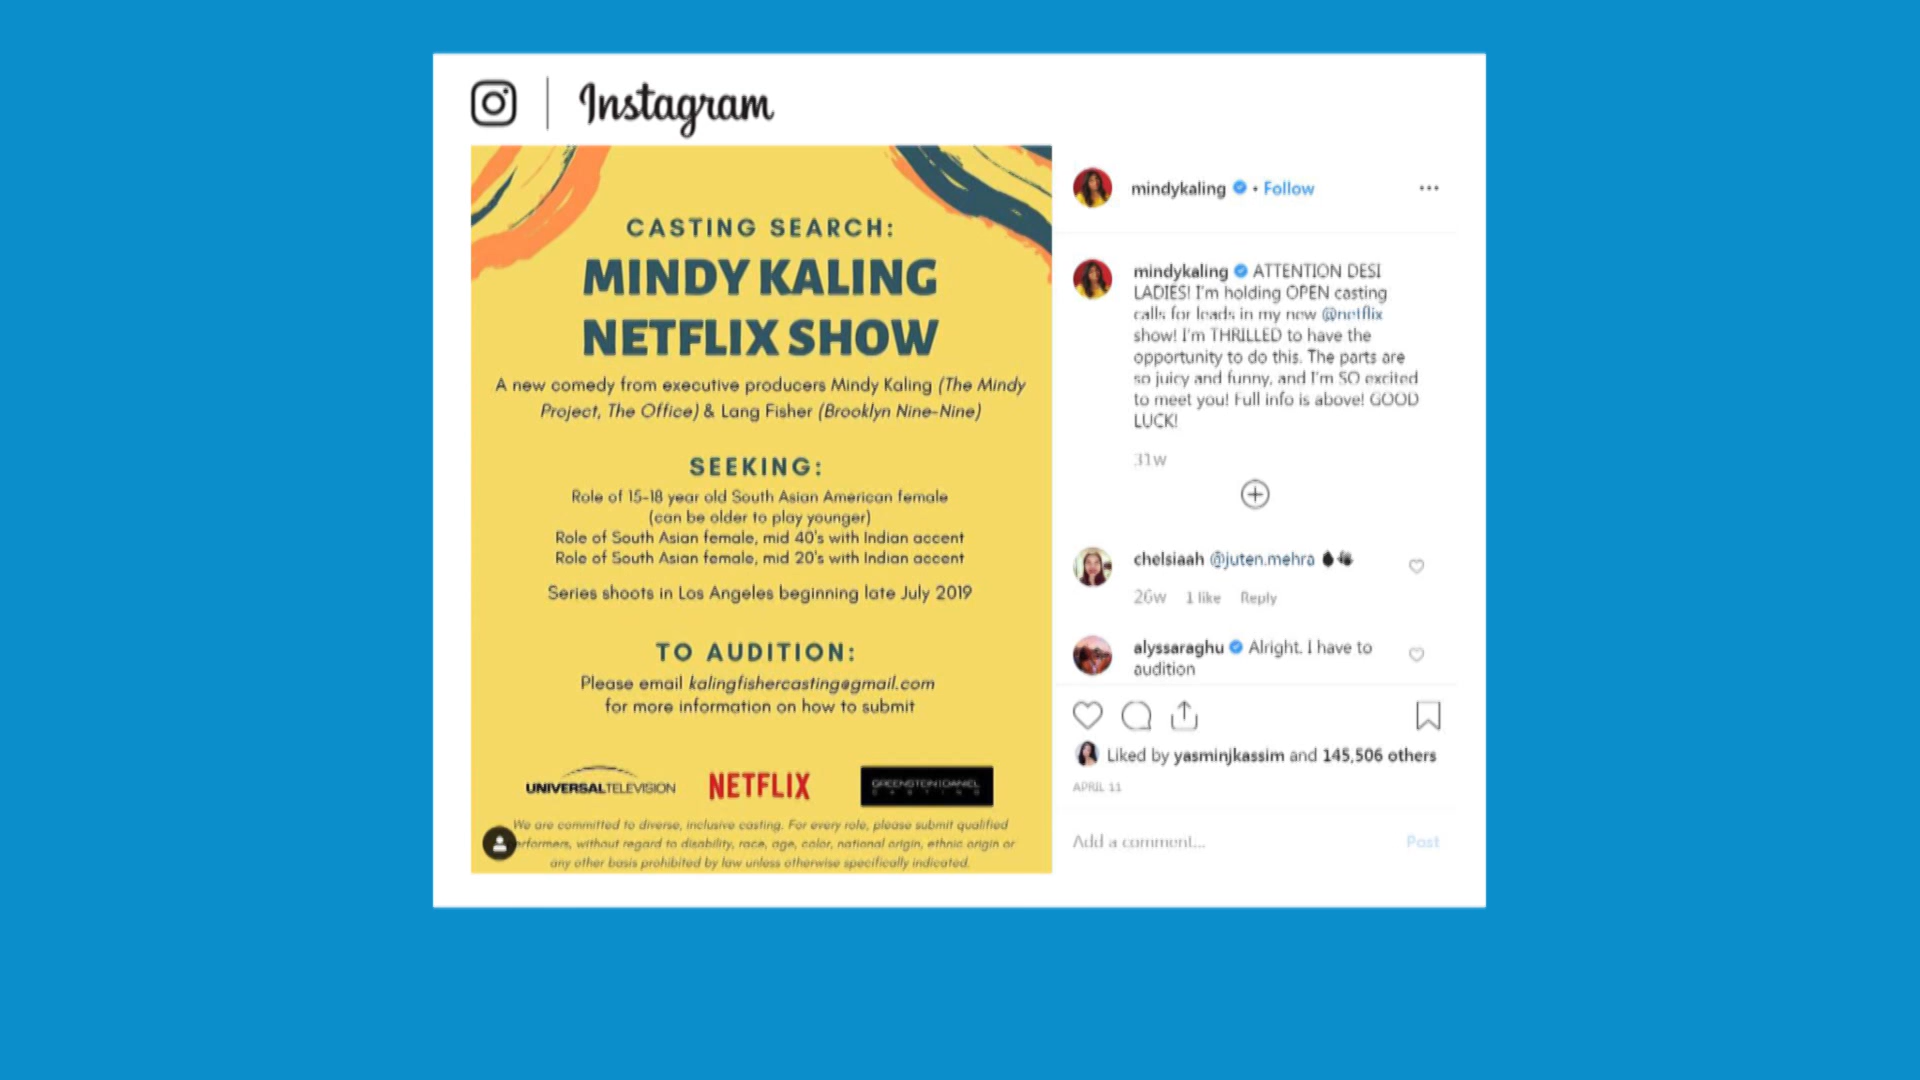 Instagram
CASTING SEARCH:
MINDY KALING
NETFLIX SHOW
A new comedy from executive producers Mindy Kaling (The Mindy
Project, The Office) & Lang Fisher (Brooklyn Nine-Nine)
SEEKING:
Role of 15-18 year old South Asian American female
(can be older to play younger)
Role of South Asian female, mid 40's with Indian accent
Role of South Asian female, mid 20's with Indian accent
Series shoots in Los Angeles beginning late July 2019
TO AUDITION:
Please email kalingfishercasting@gmail.com
for more information on how to submit
UNIVERSALTELEVISION
NETFLIX
GREENSTEIN|DANIEL
CASTING
We are committed to diverse, inclusive casting. For every role, please submit qualified
erformers, without regard to disability, race, age, color, national origin, ethnic origin or
any other basis prohibited by law unless otherwise specifically indicated.
mindykaling • Follow
mindykaling ATTENTION DESI
LADIES! I'm holding OPEN casting
calls for leads in my new @netflix
show! I'm THRILLED to have the
opportunity to do this. The parts are
so juicy and funny, and I'm SO excited
to meet you! Full info is above! GOOD
LUCK!
31w
chelsiaah @juten.mehra
26w 1 like Reply
alyssaraghu Alright. I have to
audition
Liked by yasminjkassim and 145,506 others
APRIL 11
Add a comment... Post